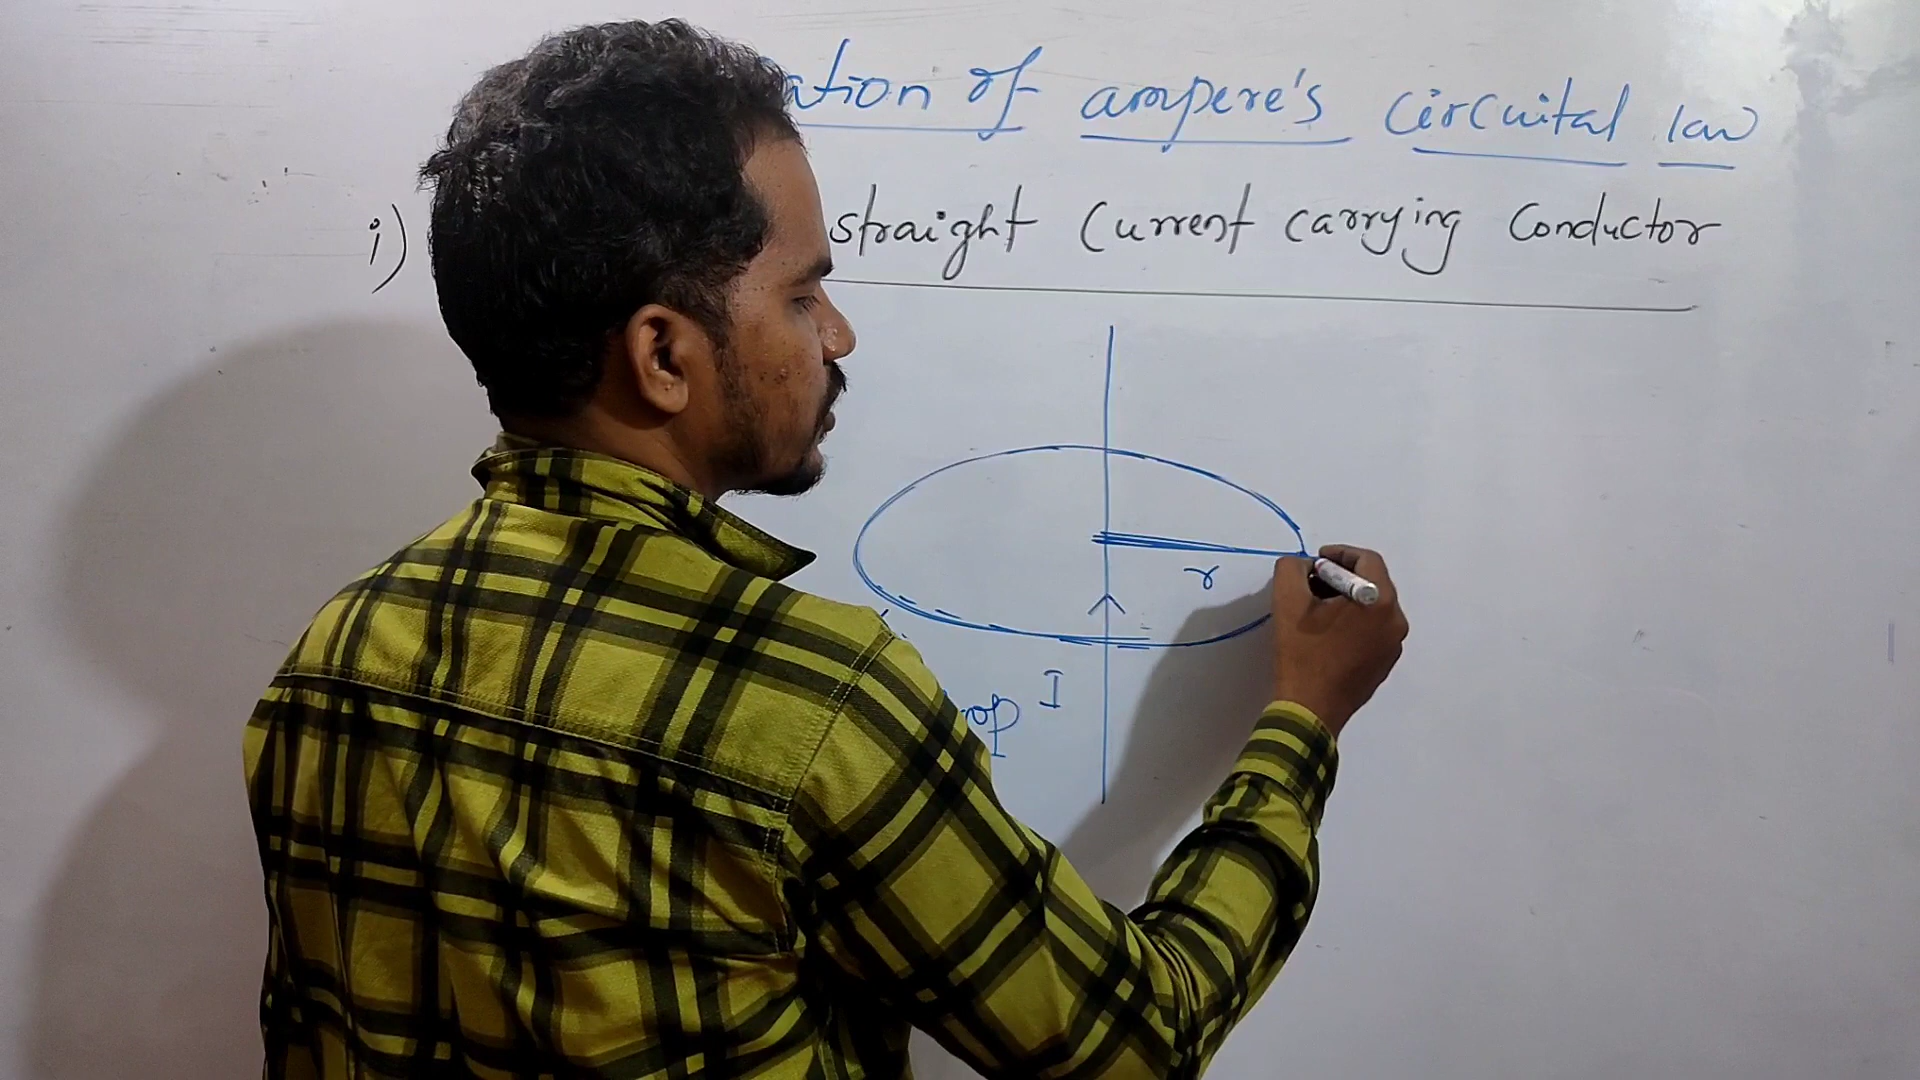 ation of ampere's circuital law
i) straight Current carrying Conductor
r
I